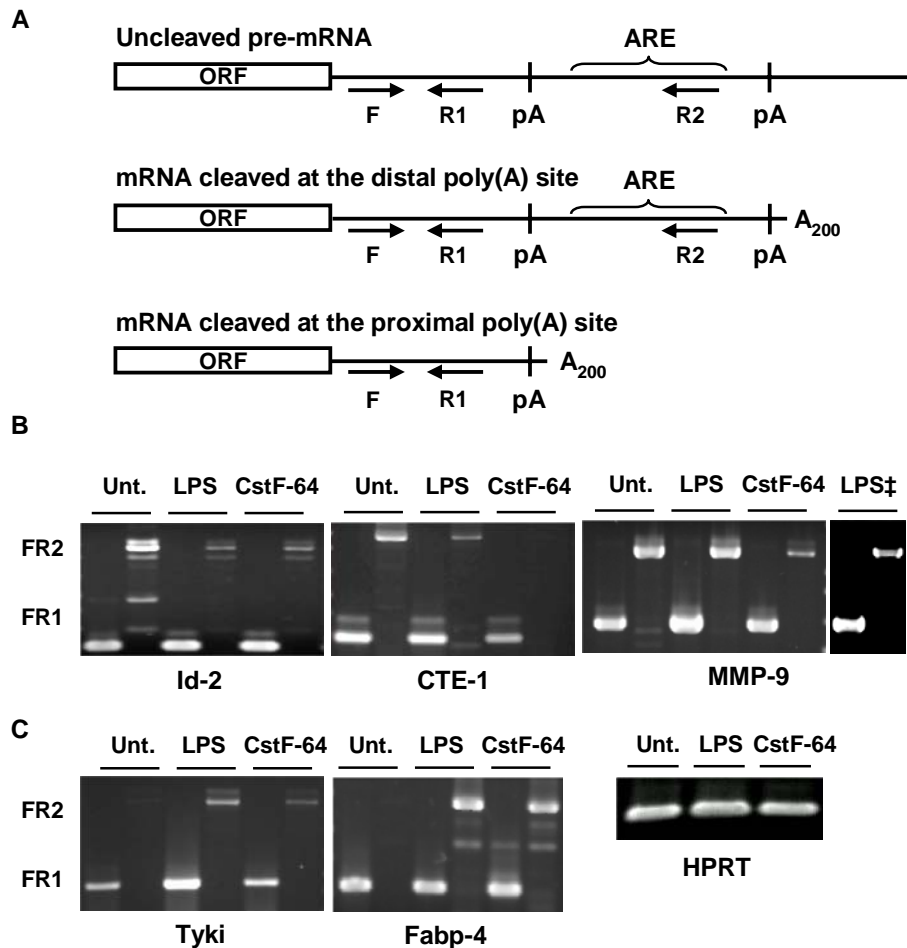 A
Uncleaved pre-mRNA
ARE
ORF
F R1 pA R2 pA
mRNA cleaved at the distal poly(A) site
ARE
ORF
A200
F R1 pA R2 pA
mRNA cleaved at the proximal poly(A) site
ORF
A200
F R1 pA
B
Unt. LPS CstF-64 Unt. LPS CstF-64 Unt. LPS CstF-64 LPS‡
FR2
FR1
Id-2 CTE-1 MMP-9
C
Unt. LPS CstF-64 Unt. LPS CstF-64 Unt. LPS CstF-64
FR2
FR1
HPRT
Tyki Fabp-4